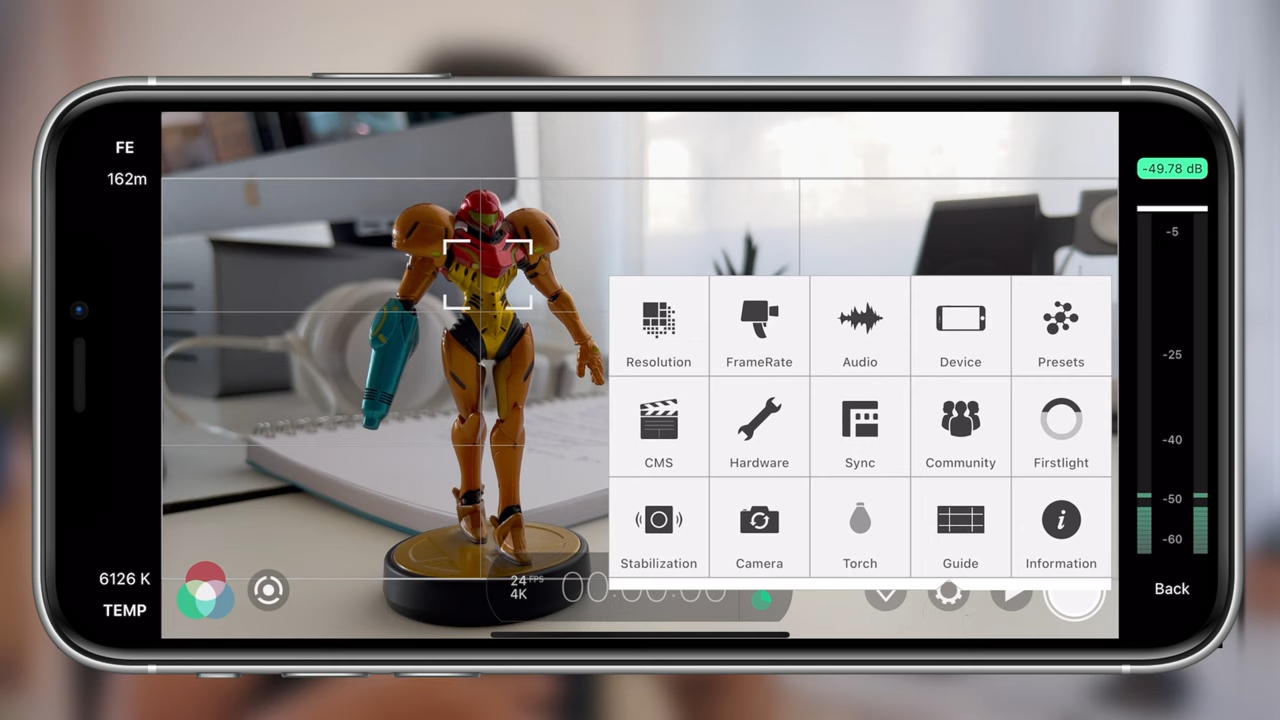 FE
162m
-49.78 dB
-5
-25
-40
-50
-60
Resolution
FrameRate
Audio
Device
Presets
CMS
Hardware
Sync
Community
Firstlight
Stabilization
Camera
Torch
Guide
Information
24 FPS
4K
6126 K
TEMP
Back